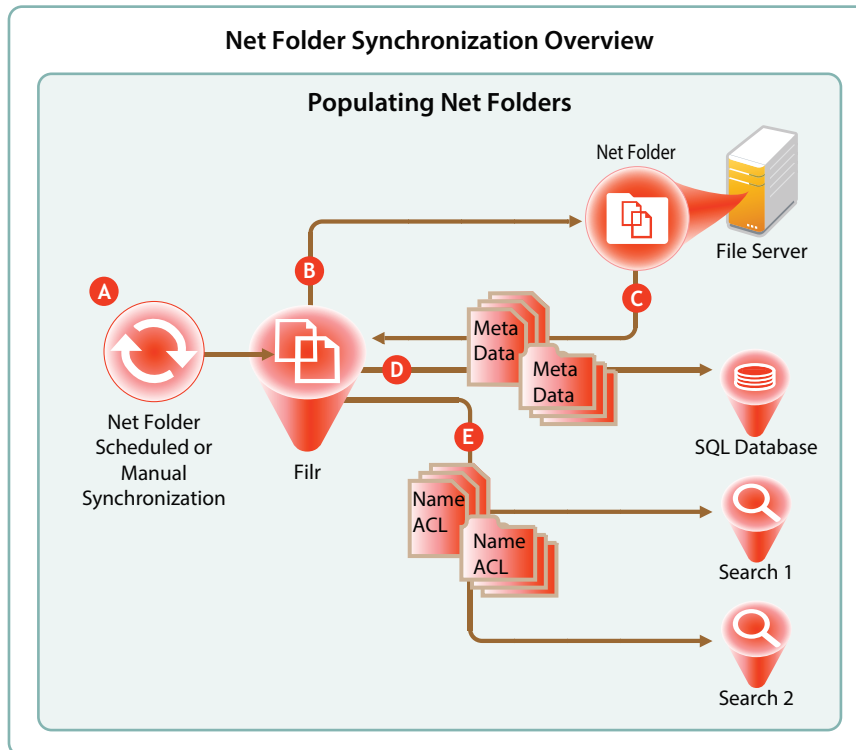 Net Folder Synchronization Overview
Populating Net Folders
Net Folder
File Server
B
A
C
Meta
Data
Meta
Data
D
SQL Database
Net Folder
Scheduled or
Manual
Synchronization
Filr
E
Name
ACL
Name
ACL
Search 1
Search 2